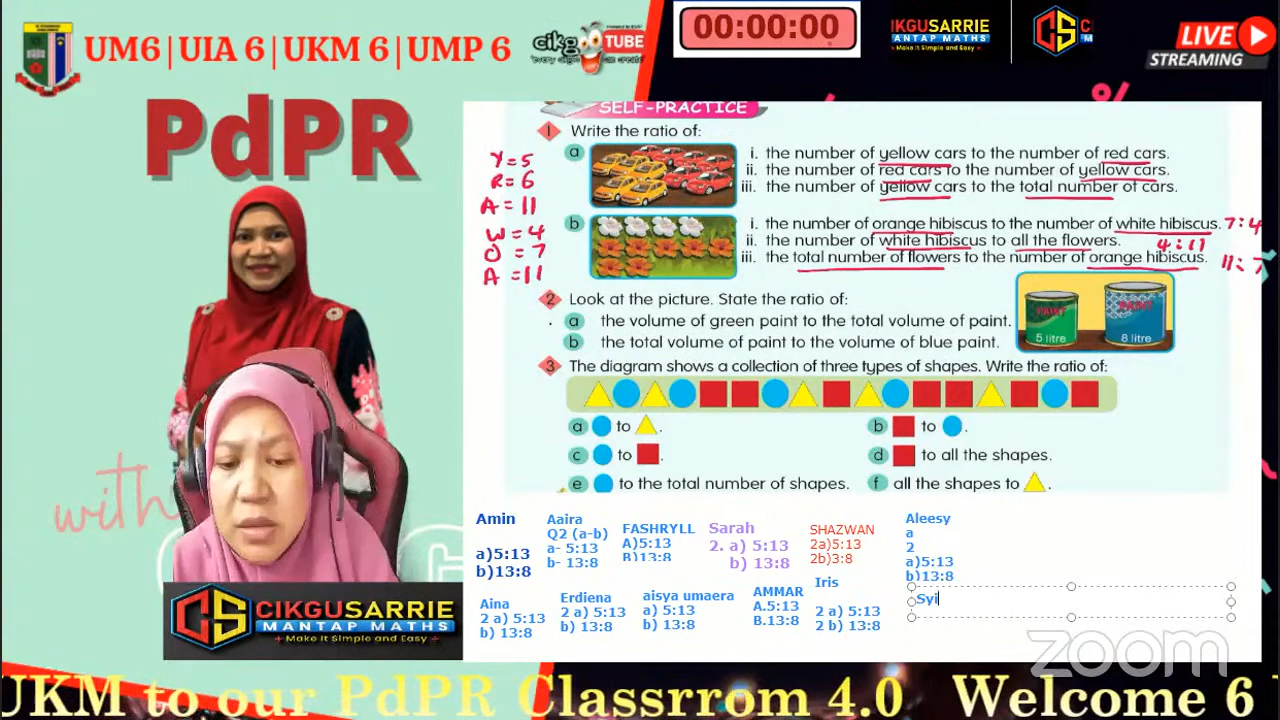 UM6|UIA 6|UKM 6|UMP 6
cikgooTUBE
00:00:00
IKGUSARRIE
ANTAP MATHS
Make it Simple and Easy
LIVE
STREAMING
PdPR
with
SELF-PRACTICE
1 Write the ratio of:
a
i. the number of yellow cars to the number of red cars.
ii. the number of red cars to the number of yellow cars.
iii. the number of yellow cars to the total number of cars.
Y = 5
R = 6
A = 11
b
i. the number of orange hibiscus to the number of white hibiscus. 7:4
ii. the number of white hibiscus to all the flowers. 4:11
iii. the total number of flowers to the number of orange hibiscus. 11:7
W = 4
O = 7
A = 11
2 Look at the picture. State the ratio of:
a the volume of green paint to the total volume of paint.
b the total volume of paint to the volume of blue paint.
PAINT
5 litre
PAINT
8 litre
3 The diagram shows a collection of three types of shapes. Write the ratio of:
a to .
b to .
c to .
d to all the shapes.
e to the total number of shapes.
f all the shapes to .
Amin
a)5:13
b)13:8
Aaira
Q2 (a-b)
a- 5:13
b- 13:8
FASHRYLL
A)5:13
B)13:8
Sarah
2. a) 5:13
b) 13:8
SHAZWAN
2a)5:13
2b)3:8
Aleesy
a
2
a)5:13
b)13:8
Aina
2 a) 5:13
b) 13:8
Erdiena
2 a) 5:13
b) 13:8
aisya umaera
a) 5:13
b) 13:8
AMMAR
A.5:13
B.13:8
Iris
2 a) 5:13
2 b) 13:8
Syi
CIKGUSARRIE
MANTAP MATHS
Make it Simple and Easy
zoom
UKM to our PdPR Classrrom 4.0 Welcome 6